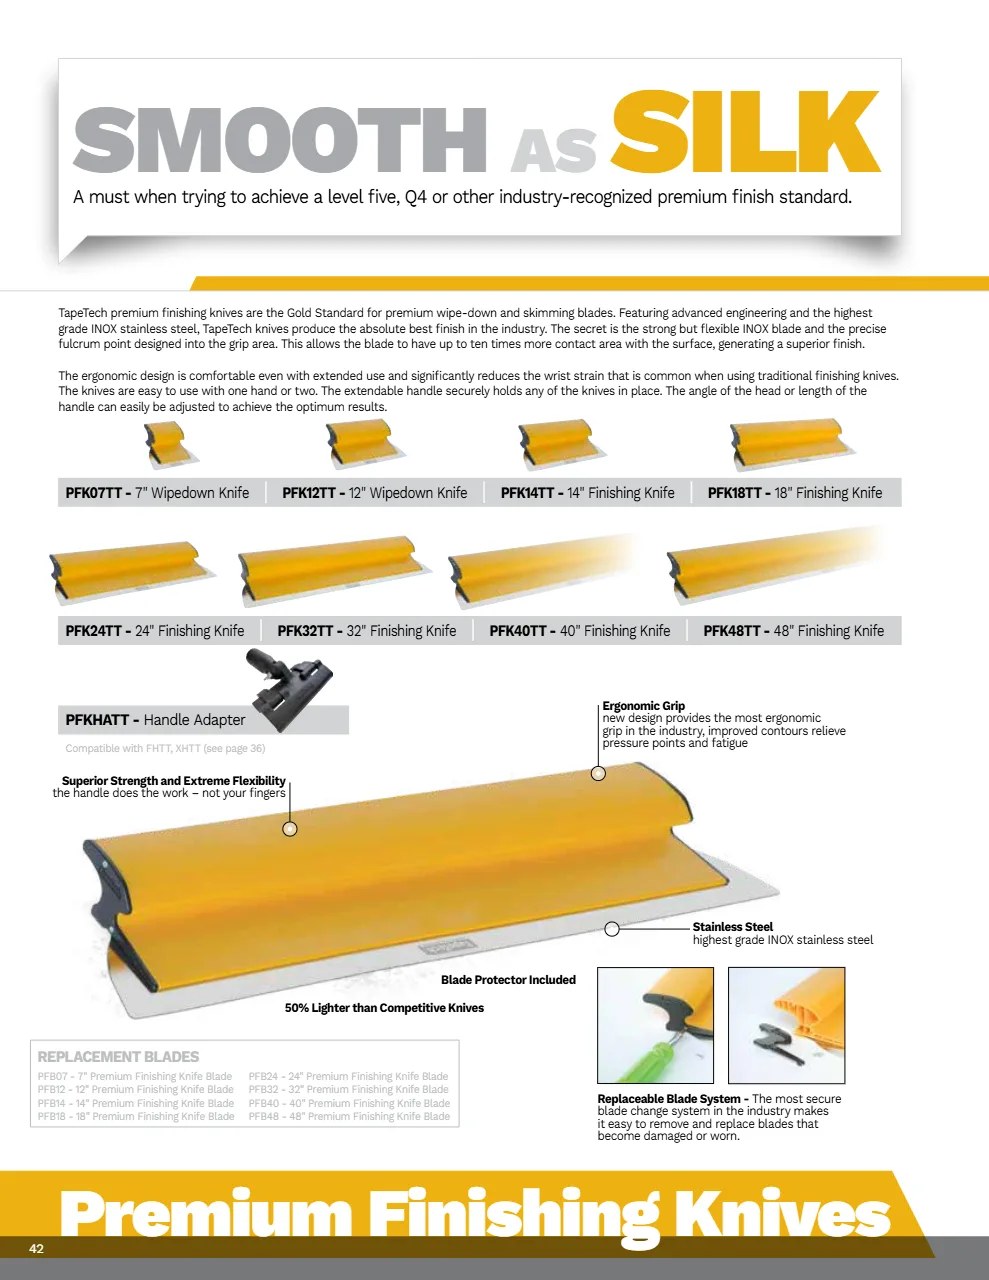 SMOOTH AS SILK
A must when trying to achieve a level five, Q4 or other industry-recognized premium finish standard.
TapeTech premium finishing knives are the Gold Standard for premium wipe-down and skimming blades. Featuring advanced engineering and the highest
grade INOX stainless steel, TapeTech knives produce the absolute best finish in the industry. The secret is the strong but flexible INOX blade and the precise
fulcrum point designed into the grip area. This allows the blade to have up to ten times more contact area with the surface, generating a superior finish.
The ergonomic design is comfortable even with extended use and significantly reduces the wrist strain that is common when using traditional finishing knives.
The knives are easy to use with one hand or two. The extendable handle securely holds any of the knives in place. The angle of the head or length of the
handle can easily be adjusted to achieve the optimum results.
PFK07TT - 7" Wipedown Knife
PFK12TT - 12" Wipedown Knife
PFK14TT - 14" Finishing Knife
PFK18TT - 18" Finishing Knife
PFK24TT - 24" Finishing Knife
PFK32TT - 32" Finishing Knife
PFK40TT - 40" Finishing Knife
PFK48TT - 48" Finishing Knife
PFKHATT - Handle Adapter
Compatible with FHTT, XHTT (see page 36)
Ergonomic Grip
new design provides the most ergonomic
grip in the industry, improved contours relieve
pressure points and fatigue
Superior Strength and Extreme Flexibility
the handle does the work – not your fingers
Stainless Steel
highest grade INOX stainless steel
Blade Protector Included
50% Lighter than Competitive Knives
REPLACEMENT BLADES
PFB07 - 7" Premium Finishing Knife Blade
PFB12 - 12" Premium Finishing Knife Blade
PFB14 - 14" Premium Finishing Knife Blade
PFB18 - 18" Premium Finishing Knife Blade
PFB24 - 24" Premium Finishing Knife Blade
PFB32 - 32" Premium Finishing Knife Blade
PFB40 - 40" Premium Finishing Knife Blade
PFB48 - 48" Premium Finishing Knife Blade
Replaceable Blade System - The most secure
blade change system in the industry makes
it easy to remove and replace blades that
become damaged or worn.
Premium Finishing Knives
42